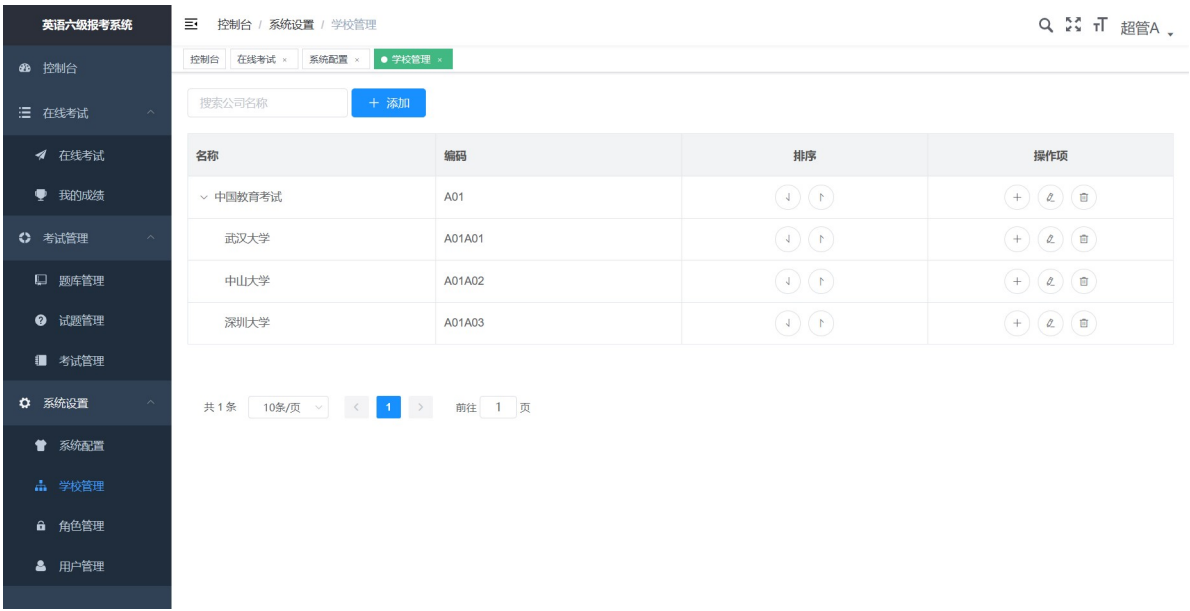 英语六级报考系统
控制台 / 系统设置 / 学校管理
超管A
控制台 在线考试 × 系统配置 × 学校管理 ×
控制台
在线考试
在线考试
我的成绩
考试管理
题库管理
试题管理
考试管理
系统设置
系统配置
学校管理
角色管理
用户管理
搜索公司名称 + 添加
名称 编码 排序 操作项
中国教育考试 A01
武汉大学 A01A01
中山大学 A01A02
深圳大学 A01A03
共 1 条 10条/页 < 1 > 前往 1 页